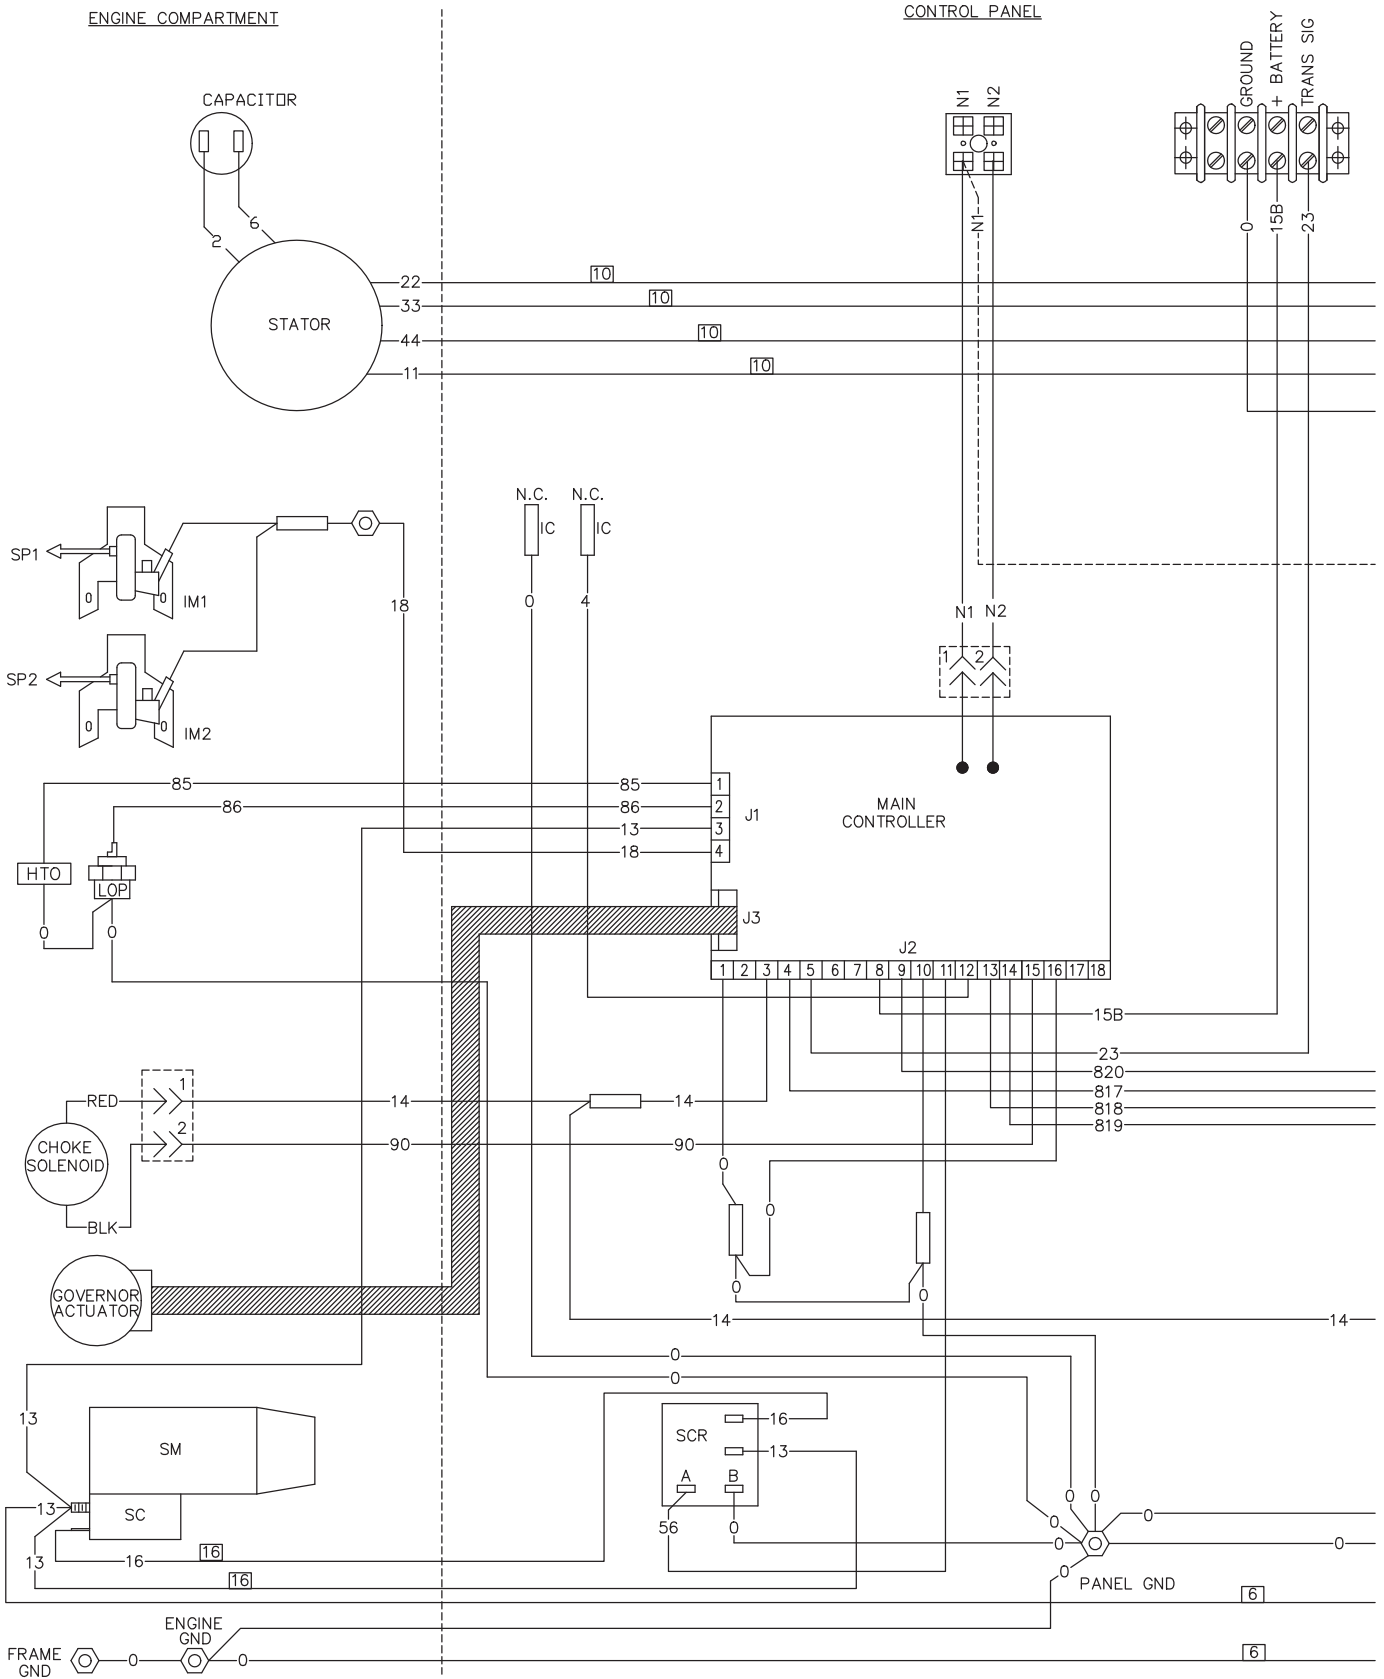 ENGINE COMPARTMENT
CONTROL PANEL
GROUND
+ BATTERY
TRANS SIG
CAPACITOR
N1
N2
2
6
N1
0
15B
23
STATOR
22
10
33
10
44
10
11
10
N.C.
N.C.
IC
IC
SP1
IM1
18
0
4
N1
N2
1
2
SP2
IM2
85
85
1
86
86
2
J1
13
3
18
4
MAIN
CONTROLLER
HTO
LOP
0
0
J3
J2
1 2 3 4 5 6 7 8 9 10 11 12 13 14 15 16 17 18
15B
23
820
817
818
819
RED
1
14
14
CHOKE
SOLENOID
2
90
90
BLK
0
0
0
0
GOVERNOR
ACTUATOR
14
14
0
0
13
SM
SCR
16
13
A
B
13
SC
56
0
0
0
0
0
0
0
0
PANEL GND
13
16
16
16
6
ENGINE
GND
FRAME
GND
0
0
6